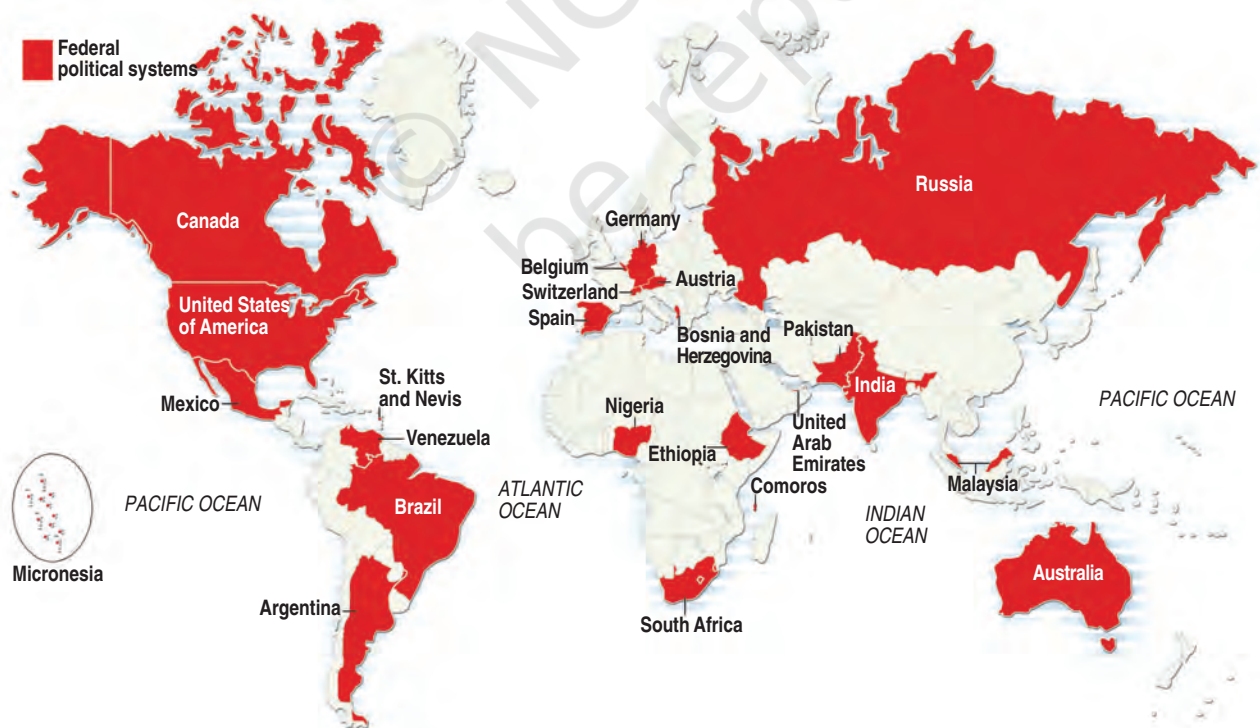 Federal
political systems
Canada
United States
of America
Mexico
St. Kitts
and Nevis
Venezuela
Brazil
Argentina
Micronesia
PACIFIC OCEAN
ATLANTIC
OCEAN
Germany
Belgium
Austria
Switzerland
Spain
Bosnia and
Herzegovina
Russia
Pakistan
India
Nigeria
Ethiopia
United
Arab
Emirates
Comoros
South Africa
Malaysia
INDIAN
OCEAN
PACIFIC OCEAN
Australia
©
be rep